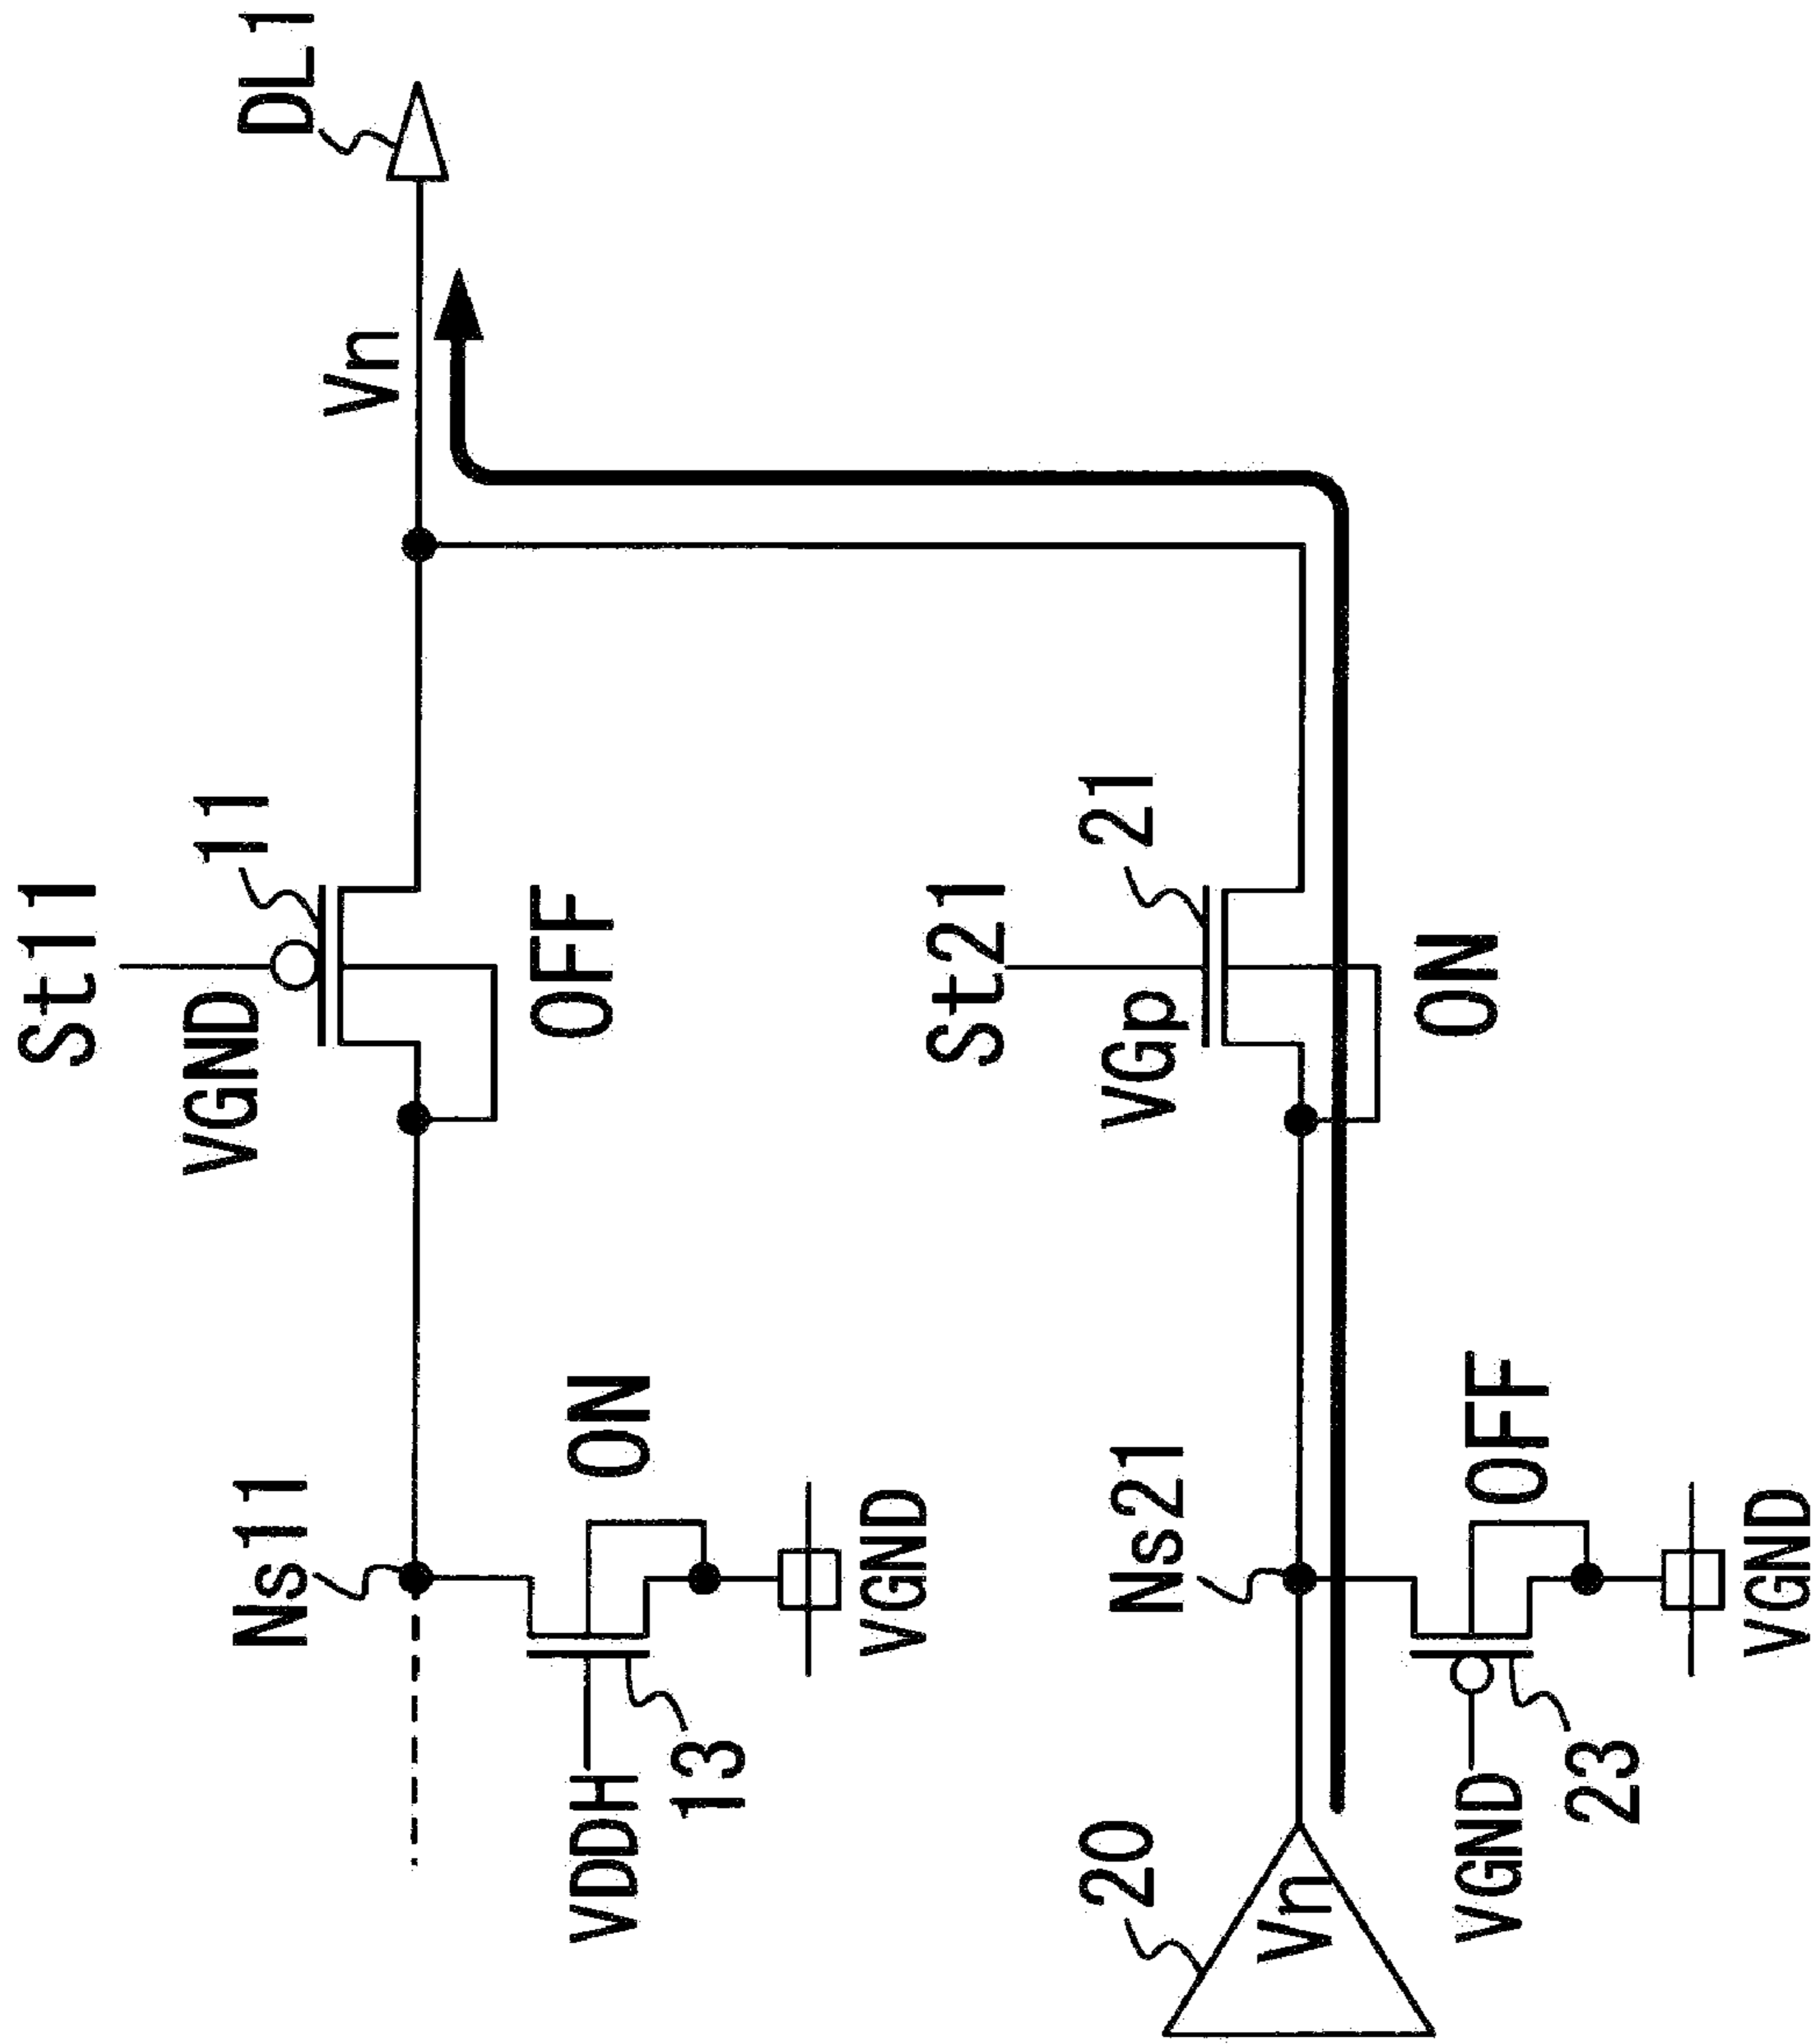 St11
VGND
11
OFF
Ns11
ON
VDDH
13
VGND
Vn
DL1
St21
VGp
21
ON
Ns21
OFF
20
Vn
VGND
23
VGND